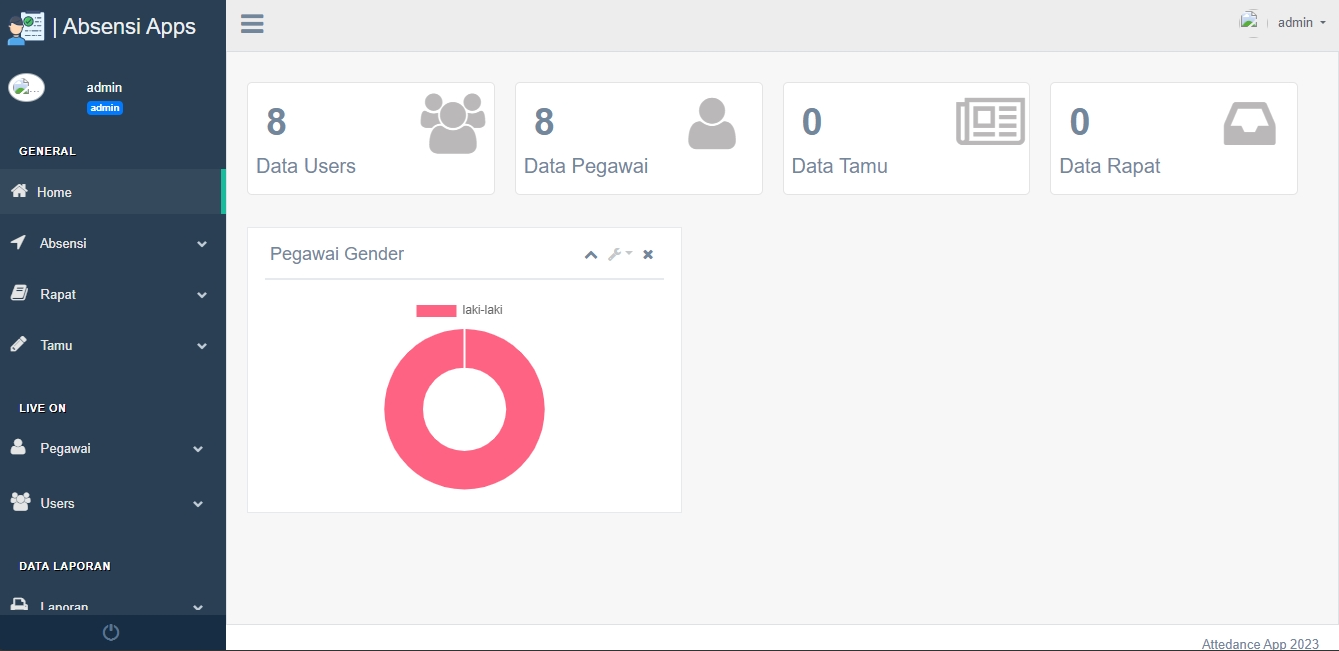 | Absensi Apps
admin
admin
admin
GENERAL
Home
Absensi
Rapat
Tamu
LIVE ON
Pegawai
Users
DATA LAPORAN
Laporan
8
Data Users
8
Data Pegawai
0
Data Tamu
0
Data Rapat
Pegawai Gender
laki-laki
Attedance App 2023